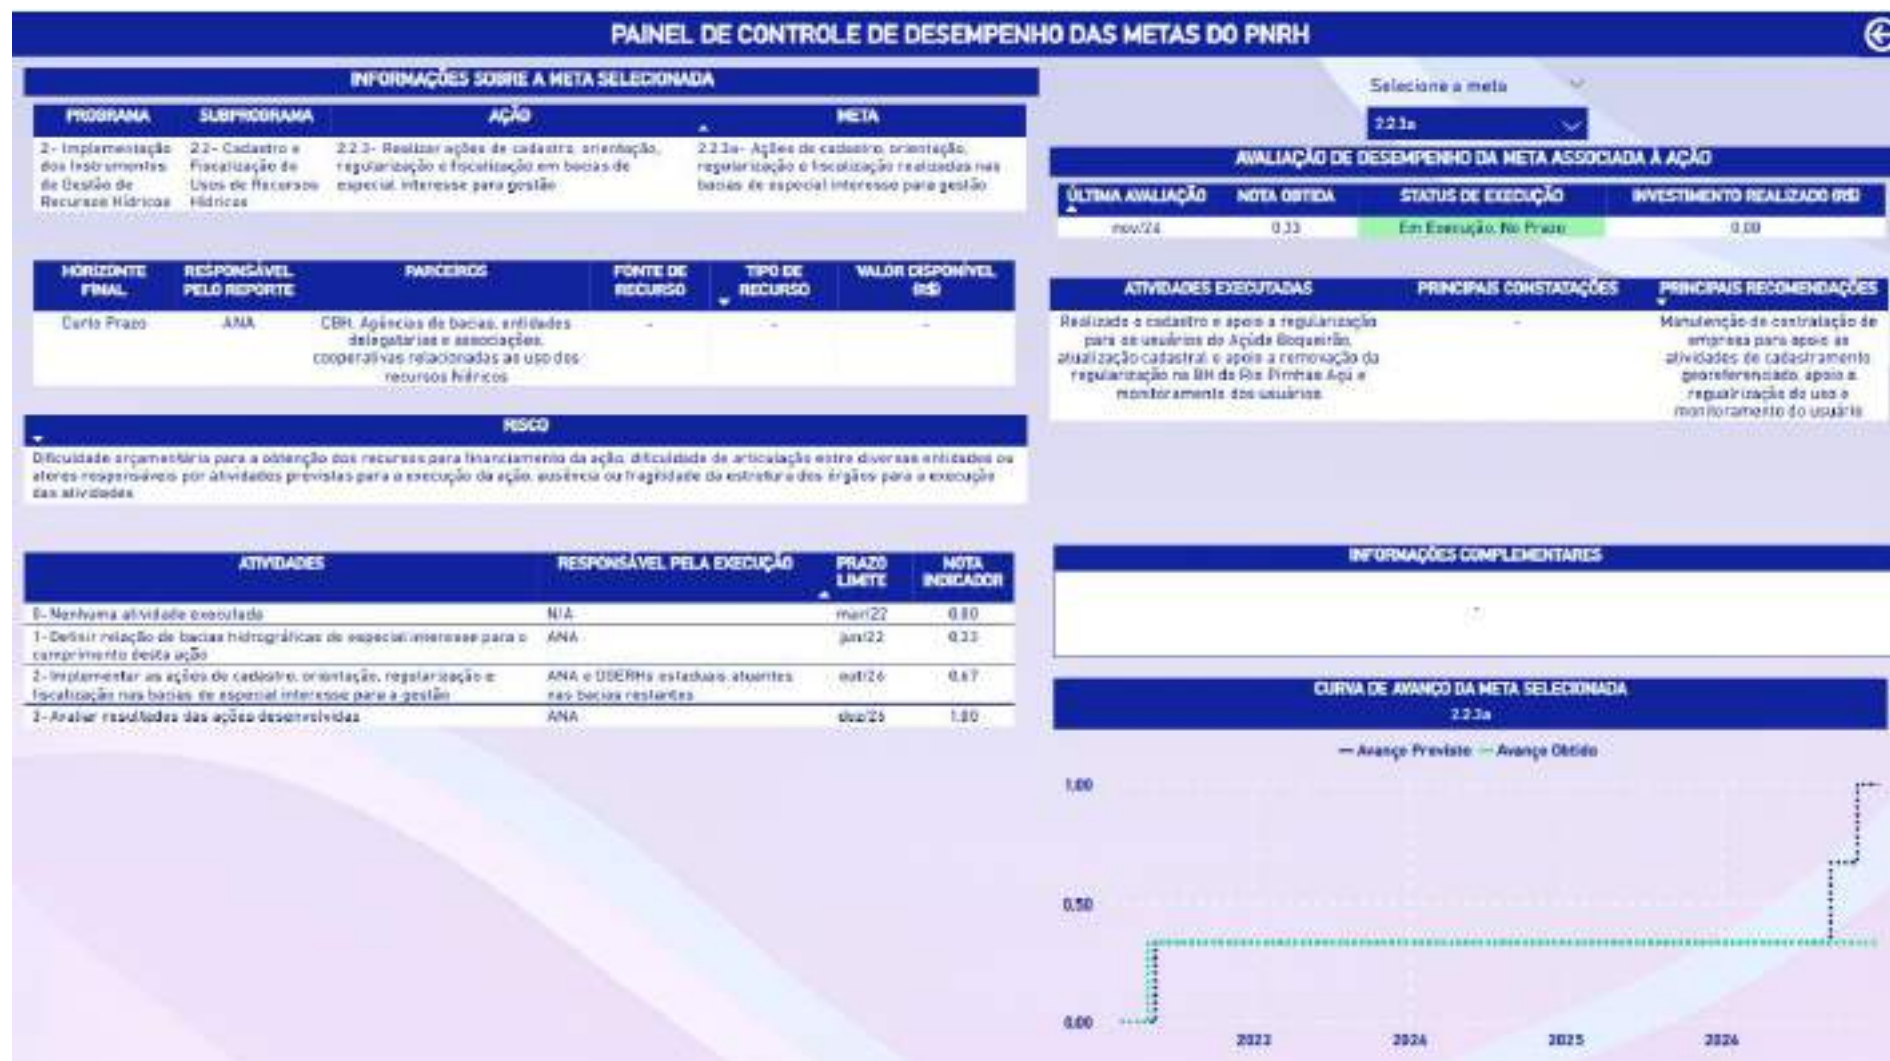 PAINEL DE CONTROLE DE DESEMPENHO DAS METAS DO PNRH
INFORMAÇÕES SOBRE A META SELECIONADA
PROGRAMA SUBPROGRAMA AÇÃO META
2- Implementação 2.2- Cadastro e 2.2.3- Realizar ações de cadastro, orientação, 2.2.3a- Ações de cadastro, orientação,
dos Instrumentos Fiscalização de regularização e fiscalização em bacias de regularização e fiscalização realizadas nas
de Gestão de Usos de Recursos especial interesse para gestão bacias de especial interesse para gestão
Recursos Hídricos Hídricos
HORIZONTE RESPONSÁVEL PARCEIROS FONTE DE TIPO DE VALOR DISPONÍVEL
FINAL PELO REPORTE RECURSO RECURSO (R$)
Curto Prazo ANA CBH, Agências de bacias, entidades - - -
delegatárias e associações,
cooperativas relacionadas ao uso dos
recursos hídricos
RISCO
Dificuldade orçamentária para a obtenção dos recursos para financiamento da ação, dificuldade de articulação entre diversas entidades ou
atores responsáveis por atividades previstas para a execução da ação, ausência ou fragilidade da estrutura dos órgãos para a execução
das atividades
ATIVIDADES RESPONSÁVEL PELA EXECUÇÃO PRAZO NOTA
LIMITE INDICADOR
0- Nenhuma atividade executada N/A mar/22 0,00
1- Definir relação de bacias hidrográficas de especial interesse para o ANA jun/22 0,33
cumprimento desta ação
2- Implementar as ações de cadastro, orientação, regularização e ANA e OGERHs estaduais atuantes out/26 0,67
fiscalização nas bacias de especial interesse para a gestão nas bacias restantes
3- Avaliar resultados das ações desenvolvidas ANA dez/26 1,00
Selecione a meta
2.2.3a
AVALIAÇÃO DE DESEMPENHO DA META ASSOCIADA À AÇÃO
ÚLTIMA AVALIAÇÃO NOTA OBTIDA STATUS DE EXECUÇÃO INVESTIMENTO REALIZADO (R$)
nov/24 0,33 Em Execução, No Prazo 0,00
ATIVIDADES EXECUTADAS PRINCIPAIS CONSTATAÇÕES PRINCIPAIS RECOMENDAÇÕES
Realizado o cadastro e apoio a regularização - Manutenção da contratação de
para os usuários do Açude Boqueirão, empresa para apoio as
atualização cadastral e apoio a removação da atividades de cadastramento
regularização na BH do Rio Piranhas Açú e georeferenciado, apoio a
monitoramento dos usuários regualrização do uso e
monitoramento do usuário
INFORMAÇÕES COMPLEMENTARES
-
CURVA DE AVANÇO DA META SELECIONADA
2.2.3a
Avanço Previsto Avanço Obtido
1,00
0,50
0,00
2023 2024 2025 2026